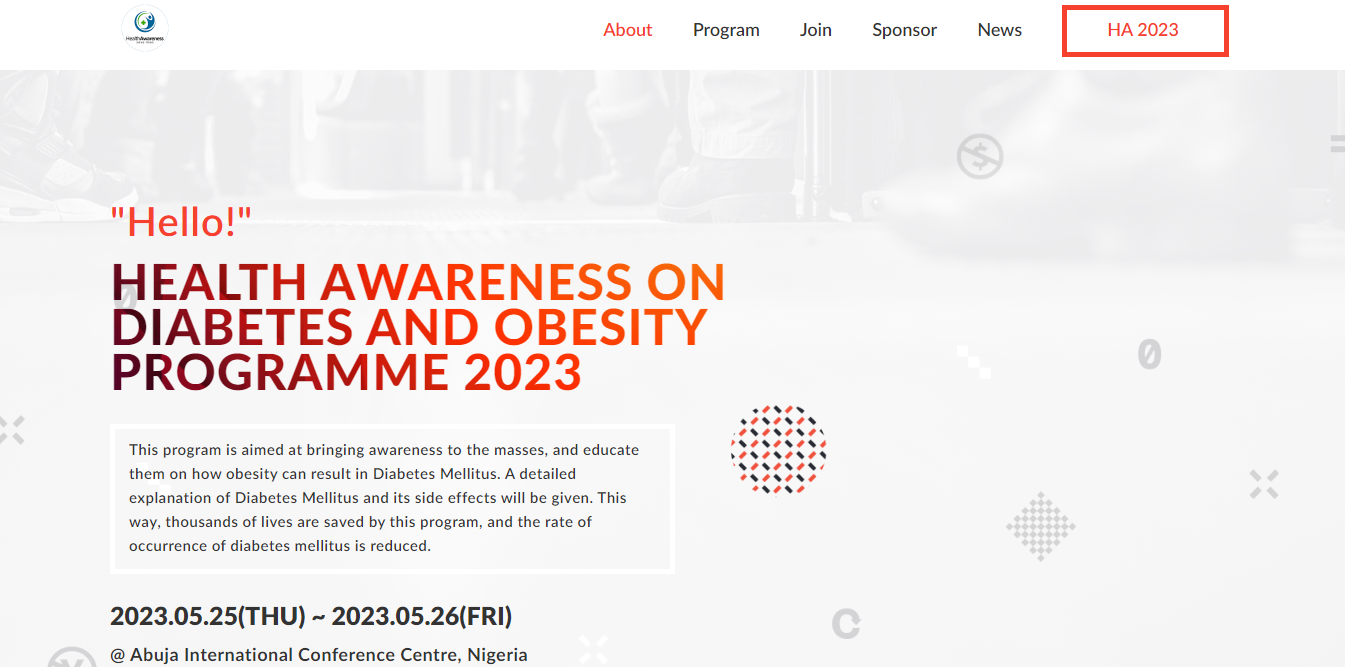 HealthAwareness
About
Program
Join
Sponsor
News
HA 2023
"Hello!"
HEALTH AWARENESS ON
DIABETES AND OBESITY
PROGRAMME 2023
This program is aimed at bringing awareness to the masses, and educate
them on how obesity can result in Diabetes Mellitus. A detailed
explanation of Diabetes Mellitus and its side effects will be given. This
way, thousands of lives are saved by this program, and the rate of
occurrence of diabetes mellitus is reduced.
2023.05.25(THU) ~ 2023.05.26(FRI)
@ Abuja International Conference Centre, Nigeria